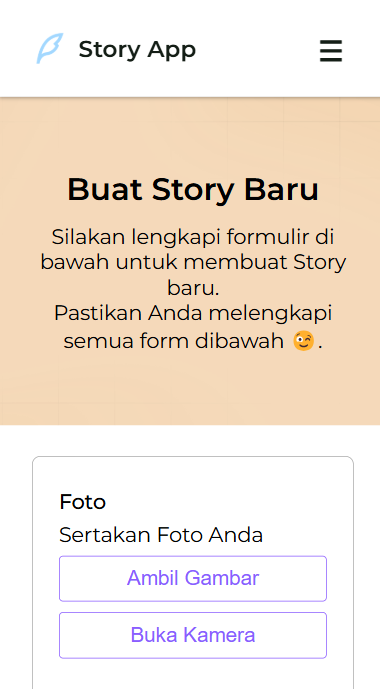 Story App
Buat Story Baru
Silakan lengkapi formulir di
bawah untuk membuat Story
baru.
Pastikan Anda melengkapi
semua form dibawah 😉.
Foto
Sertakan Foto Anda
Ambil Gambar
Buka Kamera